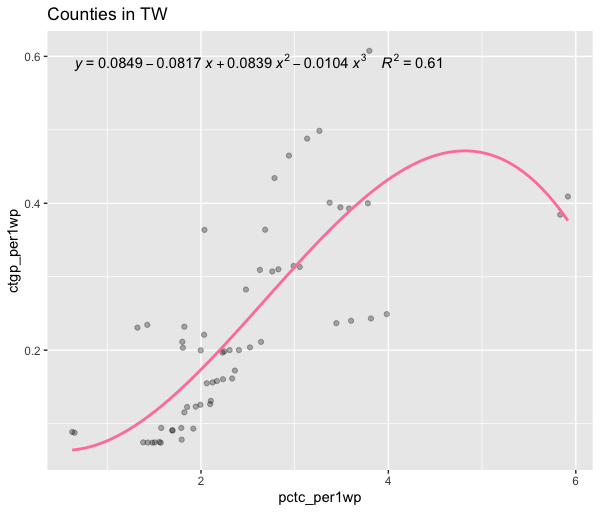 Counties in TW
y = 0.0849 – 0.0817 x + 0.0839 x² – 0.0104 x³ R² = 0.61
0.6
0.4
0.2
ctgp_per1wp
2 4 6
pctc_per1wp